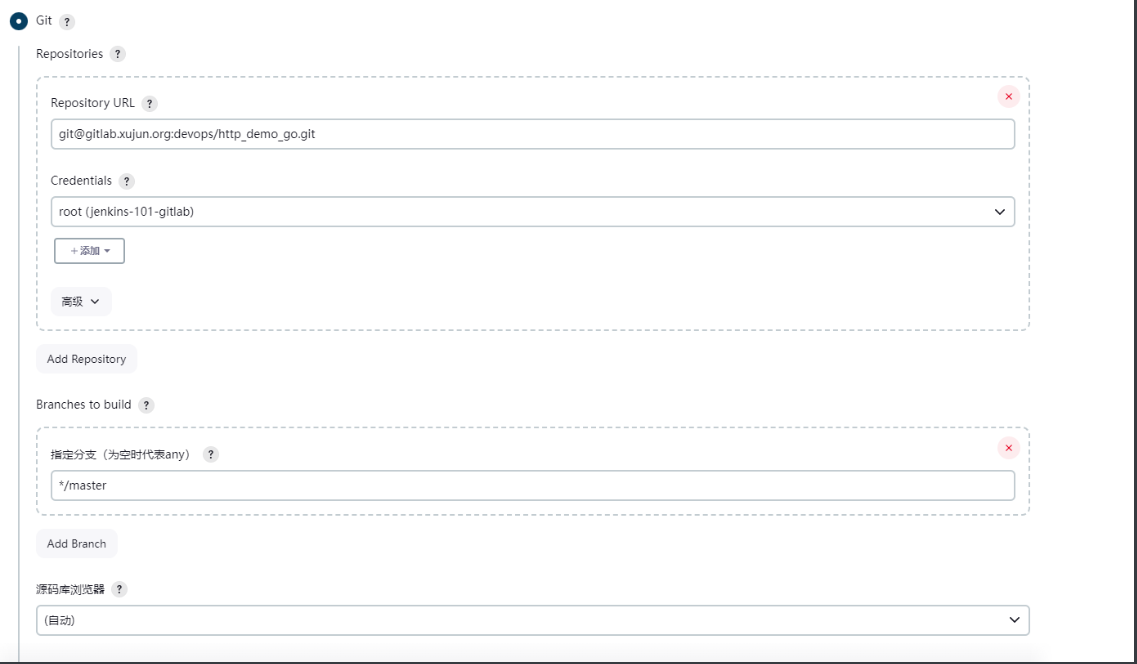 Git ?
Repositories ?
Repository URL ?
git@gitlab.xujun.org:devops/http_demo_go.git
Credentials ?
root (jenkins-101-gitlab)
+ 添加
高级
Add Repository
Branches to build ?
指定分支（为空时代表any） ?
*/master
Add Branch
源码库浏览器 ?
(自动)